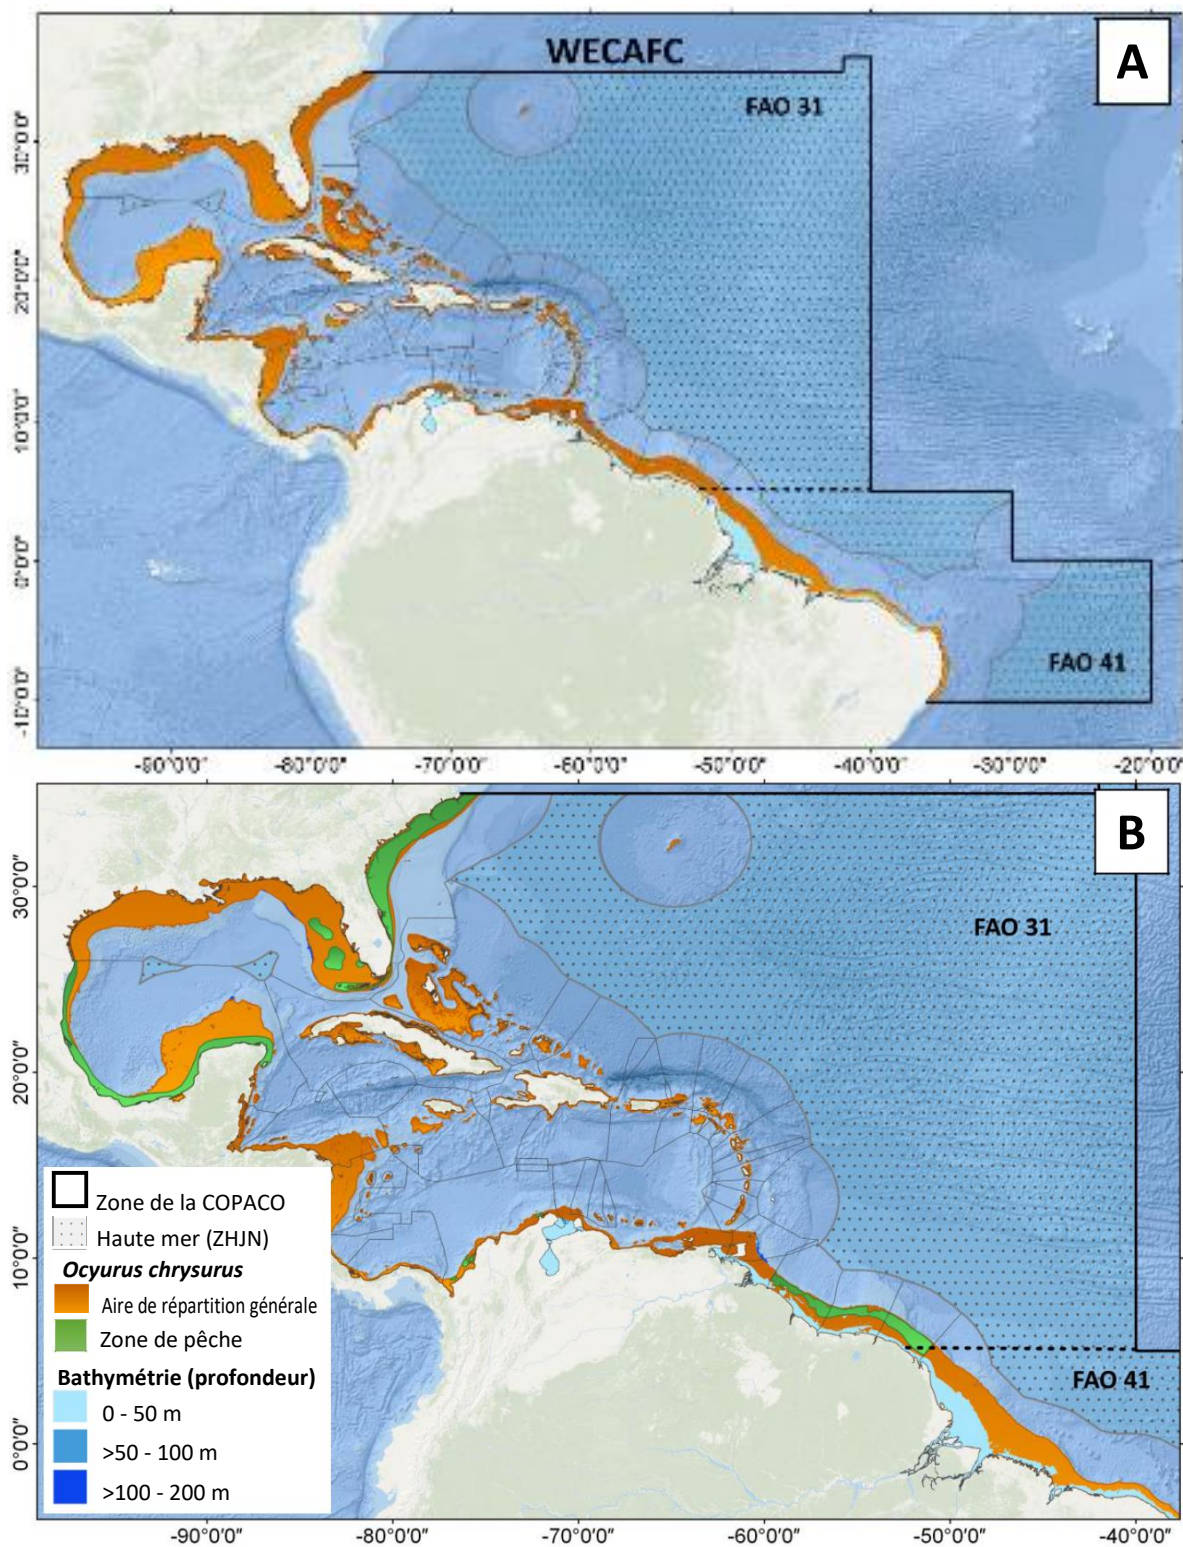 WECAFC
A
FAO 31
FAO 41
30°0'0"
20°0'0"
10°0'0"
0°0'0"
-10°0'0"
-90°0'0"
-80°0'0"
-70°0'0"
-60°0'0"
-50°0'0"
-40°0'0"
-30°0'0"
-20°0'0"
B
FAO 31
FAO 41
30°0'0"
20°0'0"
10°0'0"
0°0'0"
Zone de la COPACO
Haute mer (ZHJN)
Ocyurus chrysurus
Aire de répartition générale
Zone de pêche
Bathymétrie (profondeur)
0 - 50 m
>50 - 100 m
>100 - 200 m
-90°0'0"
-80°0'0"
-70°0'0"
-60°0'0"
-50°0'0"
-40°0'0"